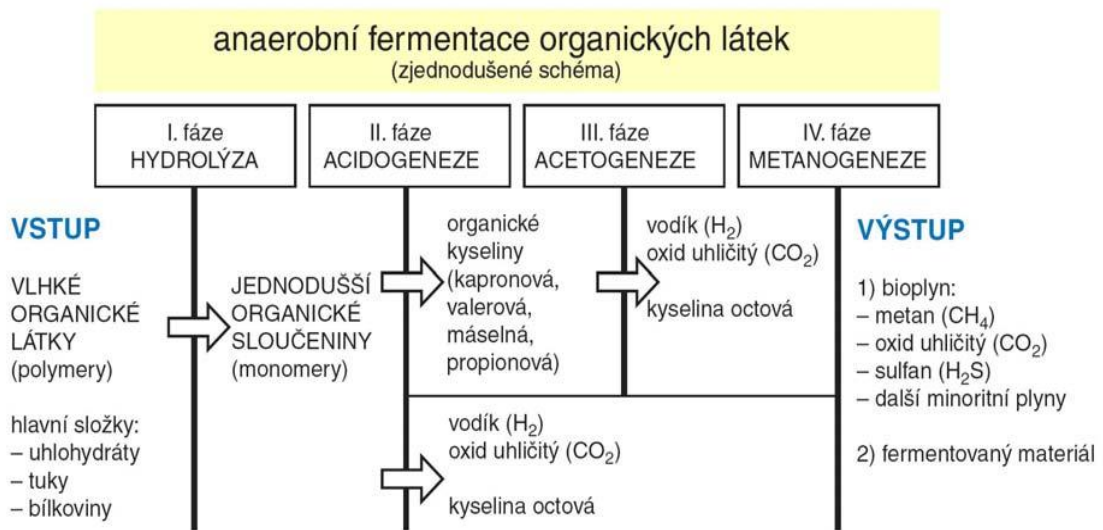 anaerobní fermentace organických látek
(zjednodušené schéma)
I. fáze
HYDROLÝZA
II. fáze
ACIDOGENEZE
III. fáze
ACETOGENEZE
IV. fáze
METANOGENEZE
VSTUP
VLHKÉ
ORGANICKÉ
LÁTKY
(polymery)
hlavní složky:
– uhlohydráty
– tuky
– bílkoviny
JEDNODUŠŠÍ
ORGANICKÉ
SLOUČENINY
(monomery)
organické
kyseliny
(kapronová,
valerová,
máselná,
propionová)
vodík (H₂)
oxid uhličitý (CO₂)
kyselina octová
vodík (H₂)
oxid uhličitý (CO₂)
kyselina octová
VÝSTUP
1) bioplyn:
– metan (CH₄)
– oxid uhličitý (CO₂)
– sulfan (H₂S)
– další minoritní plyny
2) fermentovaný materiál